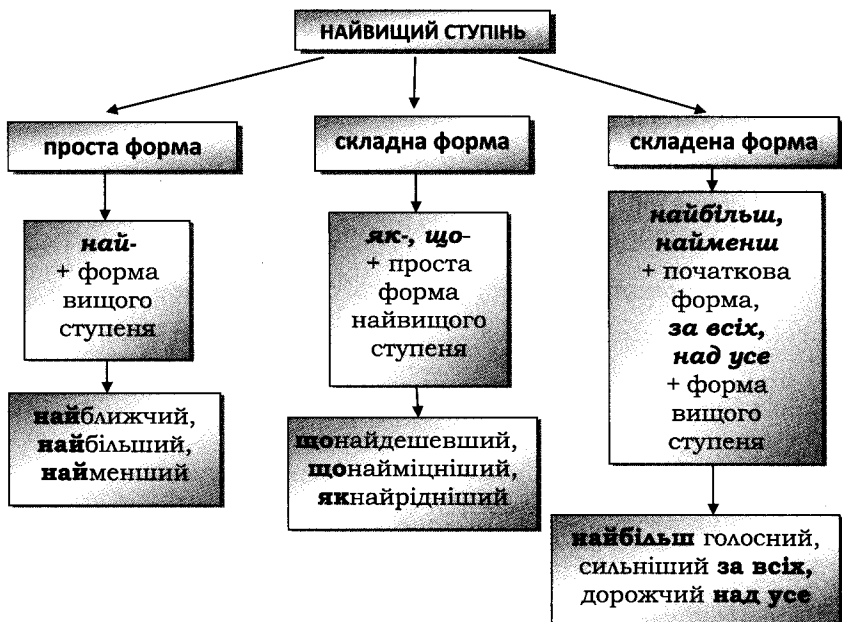 НАЙВИЩИЙ СТУПІНЬ
проста форма
най-
+ форма
вищого
ступеня
найближчий,
найбільший,
найменший
складна форма
як-, що-
+ проста
форма
найвищого
ступеня
щонайдешевший,
щонайміцніший,
якнайрідніший
складена форма
найбільш,
найменш
+ початкова
форма,
за всіх,
над усе
+ форма
вищого
ступеня
найбільш голосний,
сильніший за всіх,
дорожчий над усе